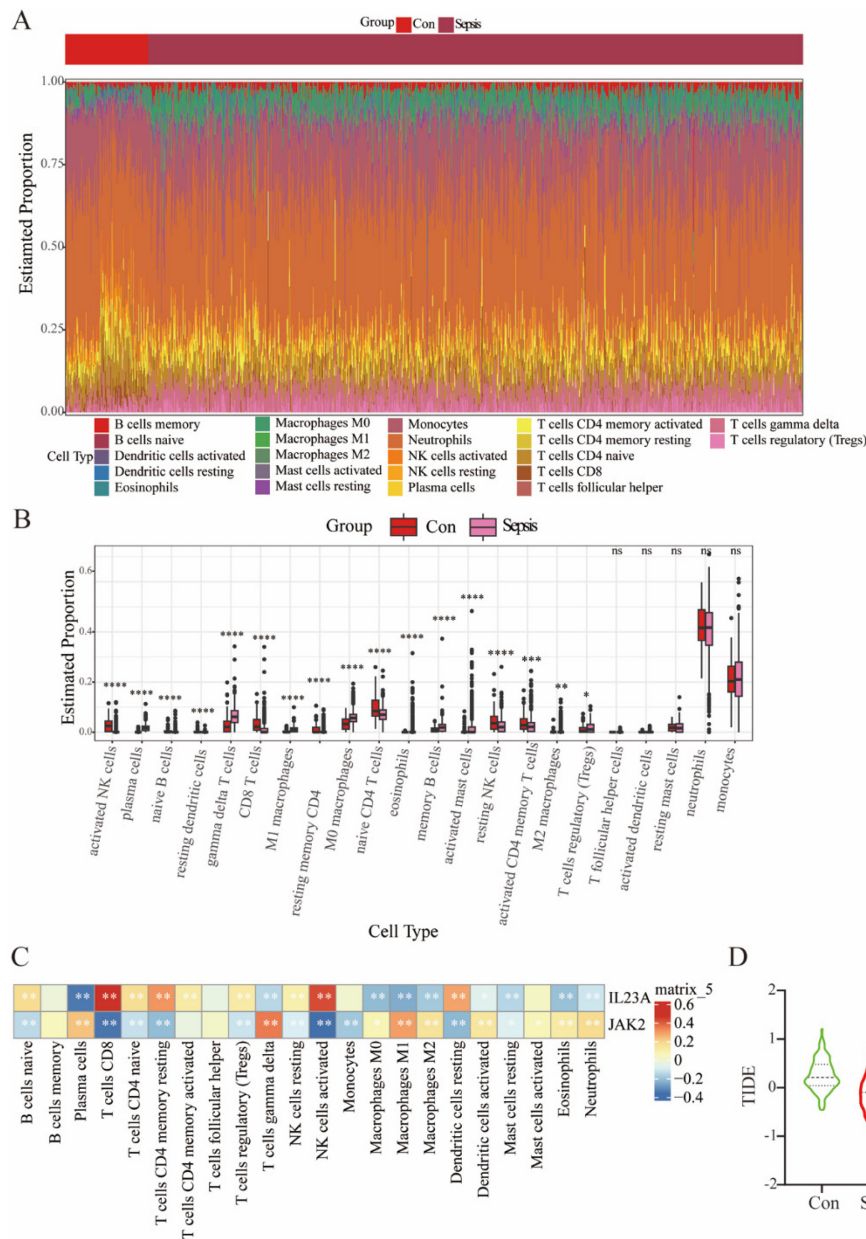 A
Group Con Sepsis
1.00
0.75
0.50
0.25
0.00
Estiamted Proportion
B cells memory
B cells naive
Dendritic cells activated
Dendritic cells resting
Eosinophils
Macrophages M0
Macrophages M1
Macrophages M2
Mast cells activated
Mast cells resting
Monocytes
Neutrophils
NK cells activated
NK cells resting
Plasma cells
T cells CD4 memory activated
T cells CD4 memory resting
T cells CD4 naive
T cells CD8
T cells follicular helper
T cells gamma delta
T cells regulatory (Tregs)
Cell Typ
B
Group Con Sepsis
0.6
0.4
0.2
0.0
Estimated Proportion
**** **** **** **** **** **** **** **** **** **** **** **** **** **** *** ** * ns ns ns ns ns
activated NK cells
plasma cells
naive B cells
resting dendritic cells
gamma delta T cells
CD8 T cells
M1 macrophages
resting memory CD4
M0 macrophages
naive CD4 T cells
eosinophils
memory B cells
activated mast cells
resting NK cells
activated CD4 memory T cells
M2 macrophages
T cells regulatory (Tregs)
T follicular helper cells
activated dendritic cells
resting mast cells
neutrophils
monocytes
Cell Type
C
IL23A
JAK2
matrix_5
0.6
0.4
0.2
0
−0.2
−0.4
B cells naive
B cells memory
Plasma cells
T cells CD8
T cells CD4 naive
T cells CD4 memory resting
T cells CD4 memory activated
T cells follicular helper
T cells regulatory (Tregs)
T cells gamma delta
NK cells resting
NK cells activated
Monocytes
Macrophages M0
Macrophages M1
Macrophages M2
Dendritic cells resting
Dendritic cells activated
Mast cells resting
Mast cells activated
Eosinophils
Neutrophils
D
2
1
0
-1
-2
TIDE
Con
S